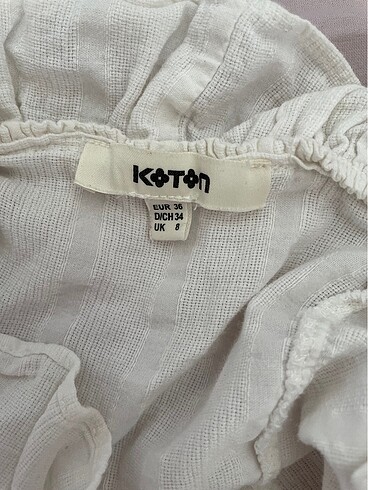 KOTON
EUR 36
D/CH 34
UK 8